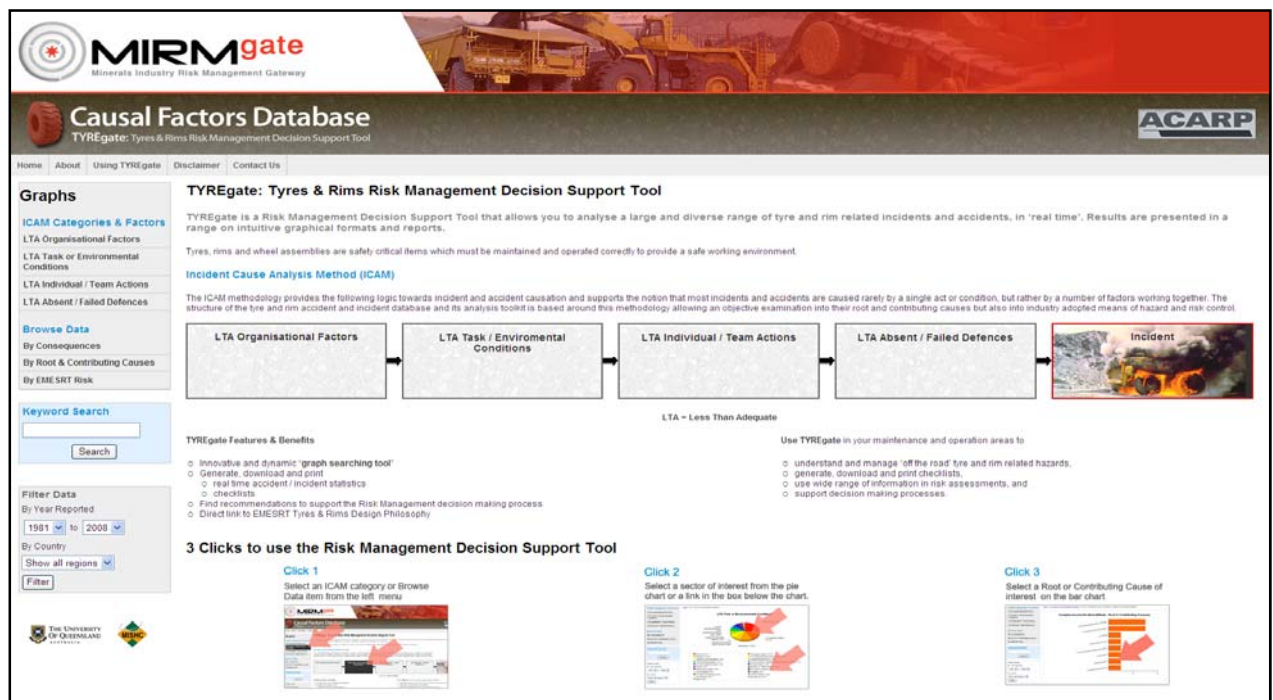 MIRMgate
Minerals Industry Risk Management Gateway
Causal Factors Database
TYREgate: Tyres & Rims Risk Management Decision Support Tool
ACARP
Home About Using TYREgate Disclaimer Contact Us
Graphs
ICAM Categories & Factors
LTA Organisational Factors
LTA Task or Environmental
Conditions
LTA Individual / Team Actions
LTA Absent / Failed Defences
Browse Data
By Consequences
By Root & Contributing Causes
By EMESRT Risk
Keyword Search
Search
Filter Data
By Year Reported
1981 to 2008
By Country
Show all regions
Filter
THE UNIVERSITY
OF QUEENSLAND
AUSTRALIA
MISHC
TYREgate: Tyres & Rims Risk Management Decision Support Tool
TYREgate is a Risk Management Decision Support Tool that allows you to analyse a large and diverse range of tyre and rim related incidents and accidents, in 'real time'. Results are presented in a
range on intuitive graphical formats and reports.
Tyres, rims and wheel assemblies are safety critical items which must be maintained and operated correctly to provide a safe working environment.
Incident Cause Analysis Method (ICAM)
The ICAM methodology provides the following logic towards incident and accident causation and supports the notion that most incidents and accidents are caused rarely by a single act or condition, but rather by a number of factors working together. The
structure of the tyre and rim accident and incident database and its analysis toolkit is based around this methodology allowing an objective examination into their root and contributing causes but also into industry adopted means of hazard and risk control.
LTA Organisational Factors
LTA Task / Enviromental
Conditions
LTA Individual / Team Actions
LTA Absent / Failed Defences
Incident
LTA = Less Than Adequate
TYREgate Features & Benefits
Innovative and dynamic 'graph searching tool'
Generate, download and print
real time accident / incident statistics
checklists
Find recommendations to support the Risk Management decision making process
Direct link to EMESRT Tyres & Rims Design Philosophy
Use TYREgate in your maintenance and operation areas to
understand and manage 'off the road' tyre and rim related hazards,
generate, download and print checklists,
use wide range of information in risk assessments, and
support decision making processes.
3 Clicks to use the Risk Management Decision Support Tool
Click 1
Select an ICAM category or Browse
Data item from the left menu
Click 2
Select a sector of interest from the pie
chart or a link in the box below the chart.
Click 3
Select a Root or Contributing Cause of
interest on the bar chart